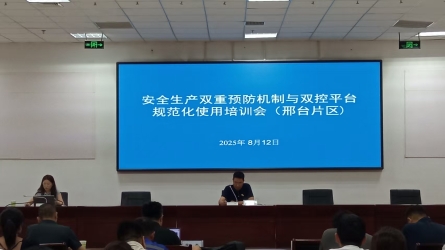 安全生产双重预防机制与双控平台
规范化使用培训会（邢台片区）
2025年 8月12日